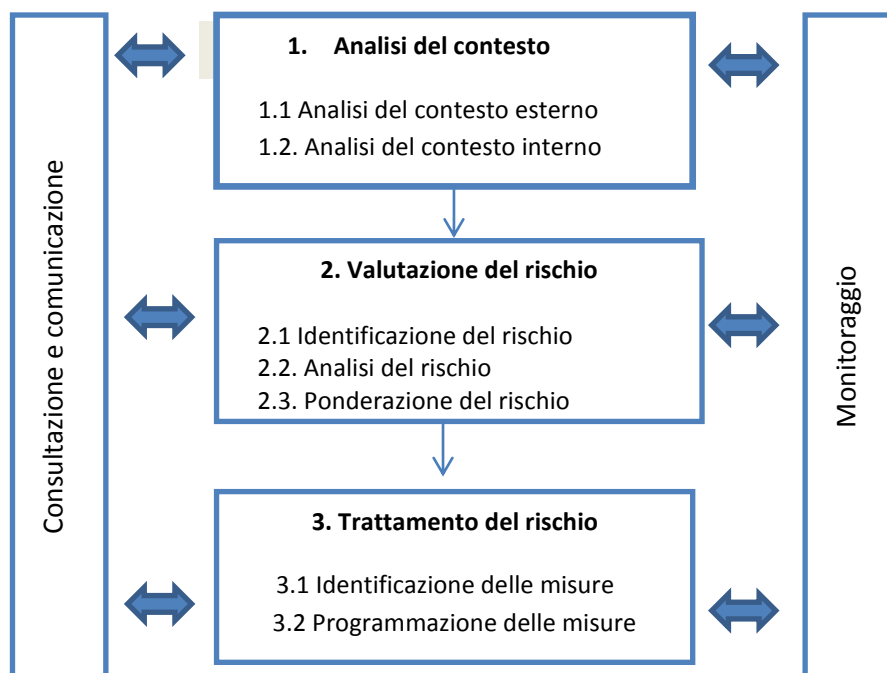 Consultazione e comunicazione
1. Analisi del contesto
1.1 Analisi del contesto esterno
1.2. Analisi del contesto interno
2. Valutazione del rischio
2.1 Identificazione del rischio
2.2. Analisi del rischio
2.3. Ponderazione del rischio
3. Trattamento del rischio
3.1 Identificazione delle misure
3.2 Programmazione delle misure
Monitoraggio